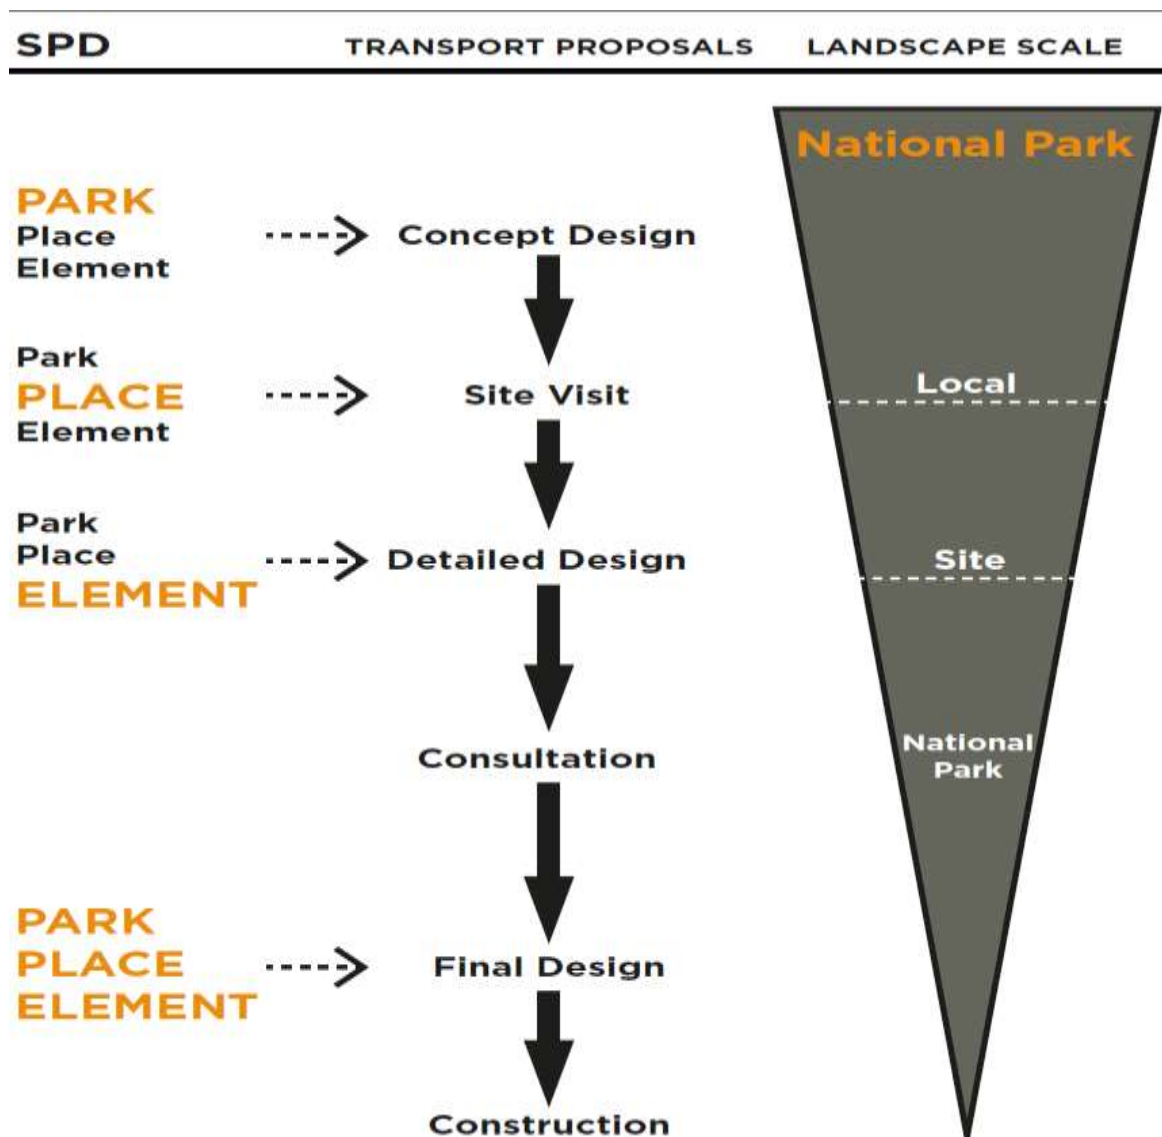 SPD
TRANSPORT PROPOSALS
LANDSCAPE SCALE
National Park
PARK
Place
Element
Concept Design
Park
PLACE
Element
Site Visit
Local
Park
Place
ELEMENT
Detailed Design
Site
Consultation
National
Park
PARK
PLACE
ELEMENT
Final Design
Construction